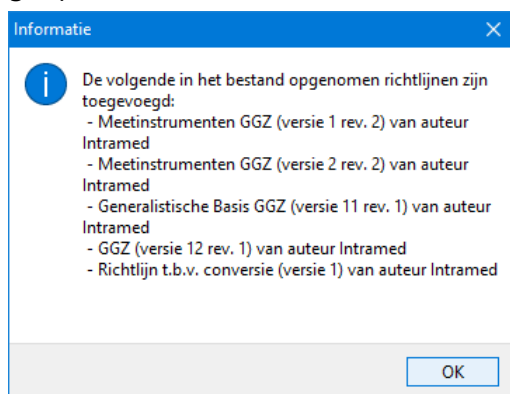 Informatie
De volgende in het bestand opgenomen richtlijnen zijn
toegevoegd:
- Meetinstrumenten GGZ (versie 1 rev. 2) van auteur
Intramed
- Meetinstrumenten GGZ (versie 2 rev. 2) van auteur
Intramed
- Generalistische Basis GGZ (versie 11 rev. 1) van auteur
Intramed
- GGZ (versie 12 rev. 1) van auteur Intramed
- Richtlijn t.b.v. conversie (versie 1) van auteur Intramed
OK